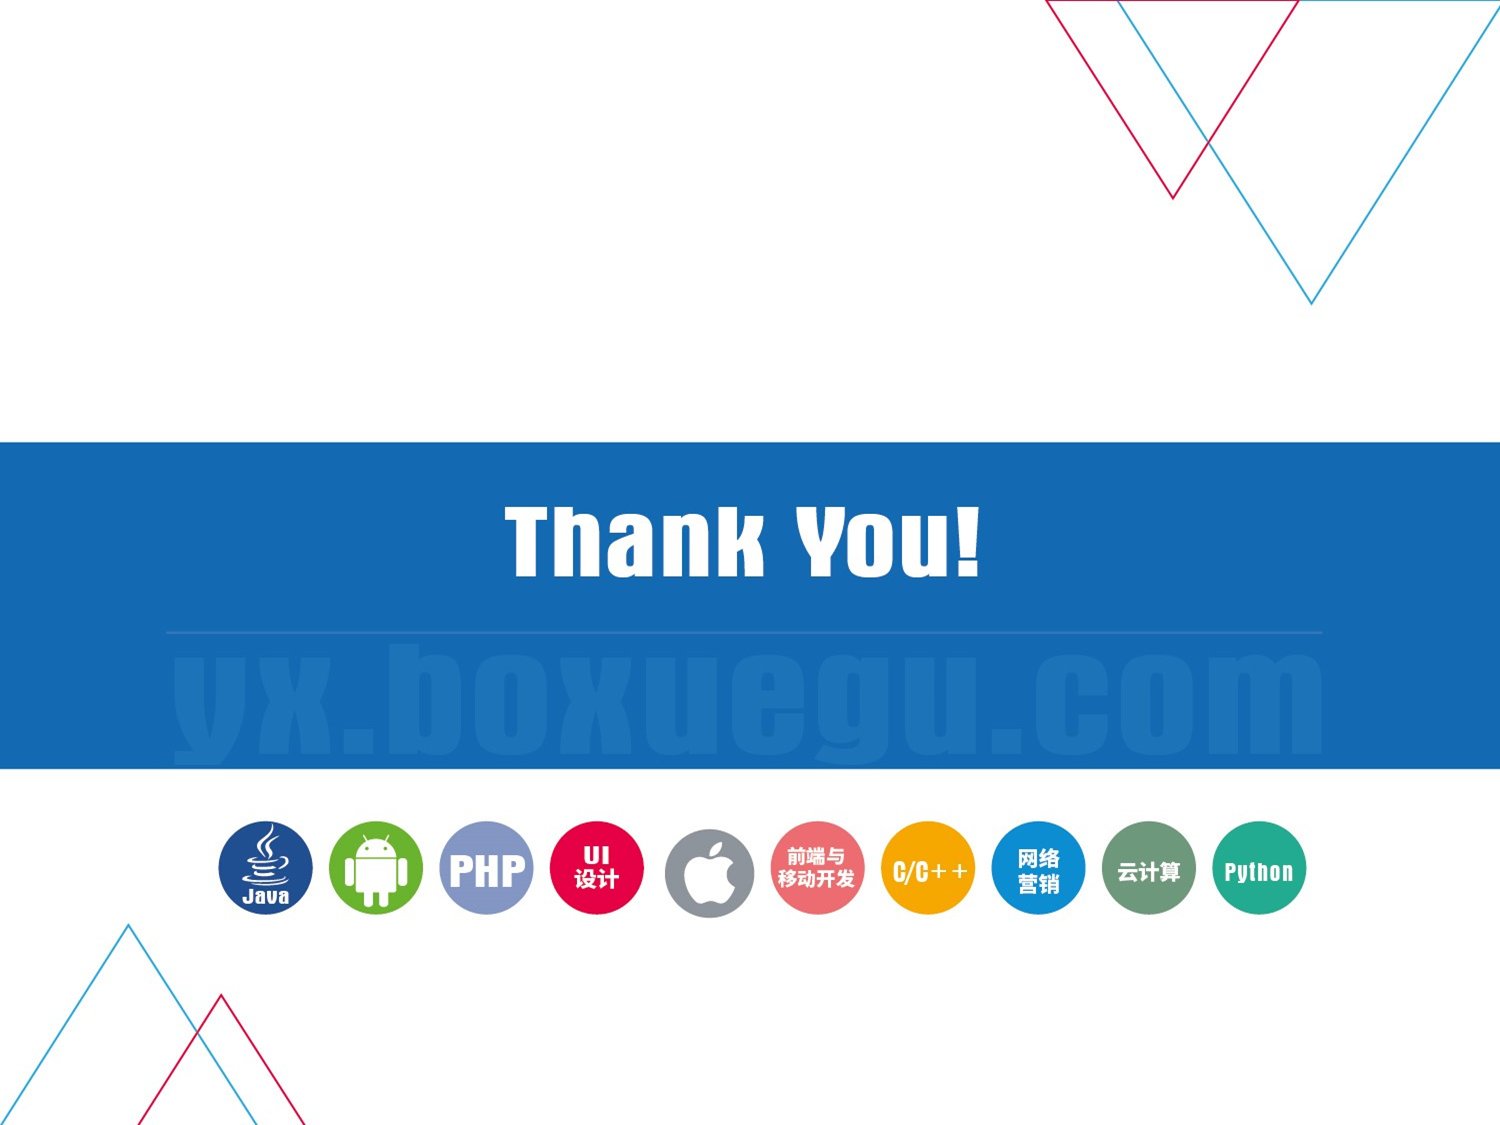 Thank You!
yx.boxuegu.com
Java
PHP
UI
设计
前端与
移动开发
C/C++
网络
营销
云计算
Python